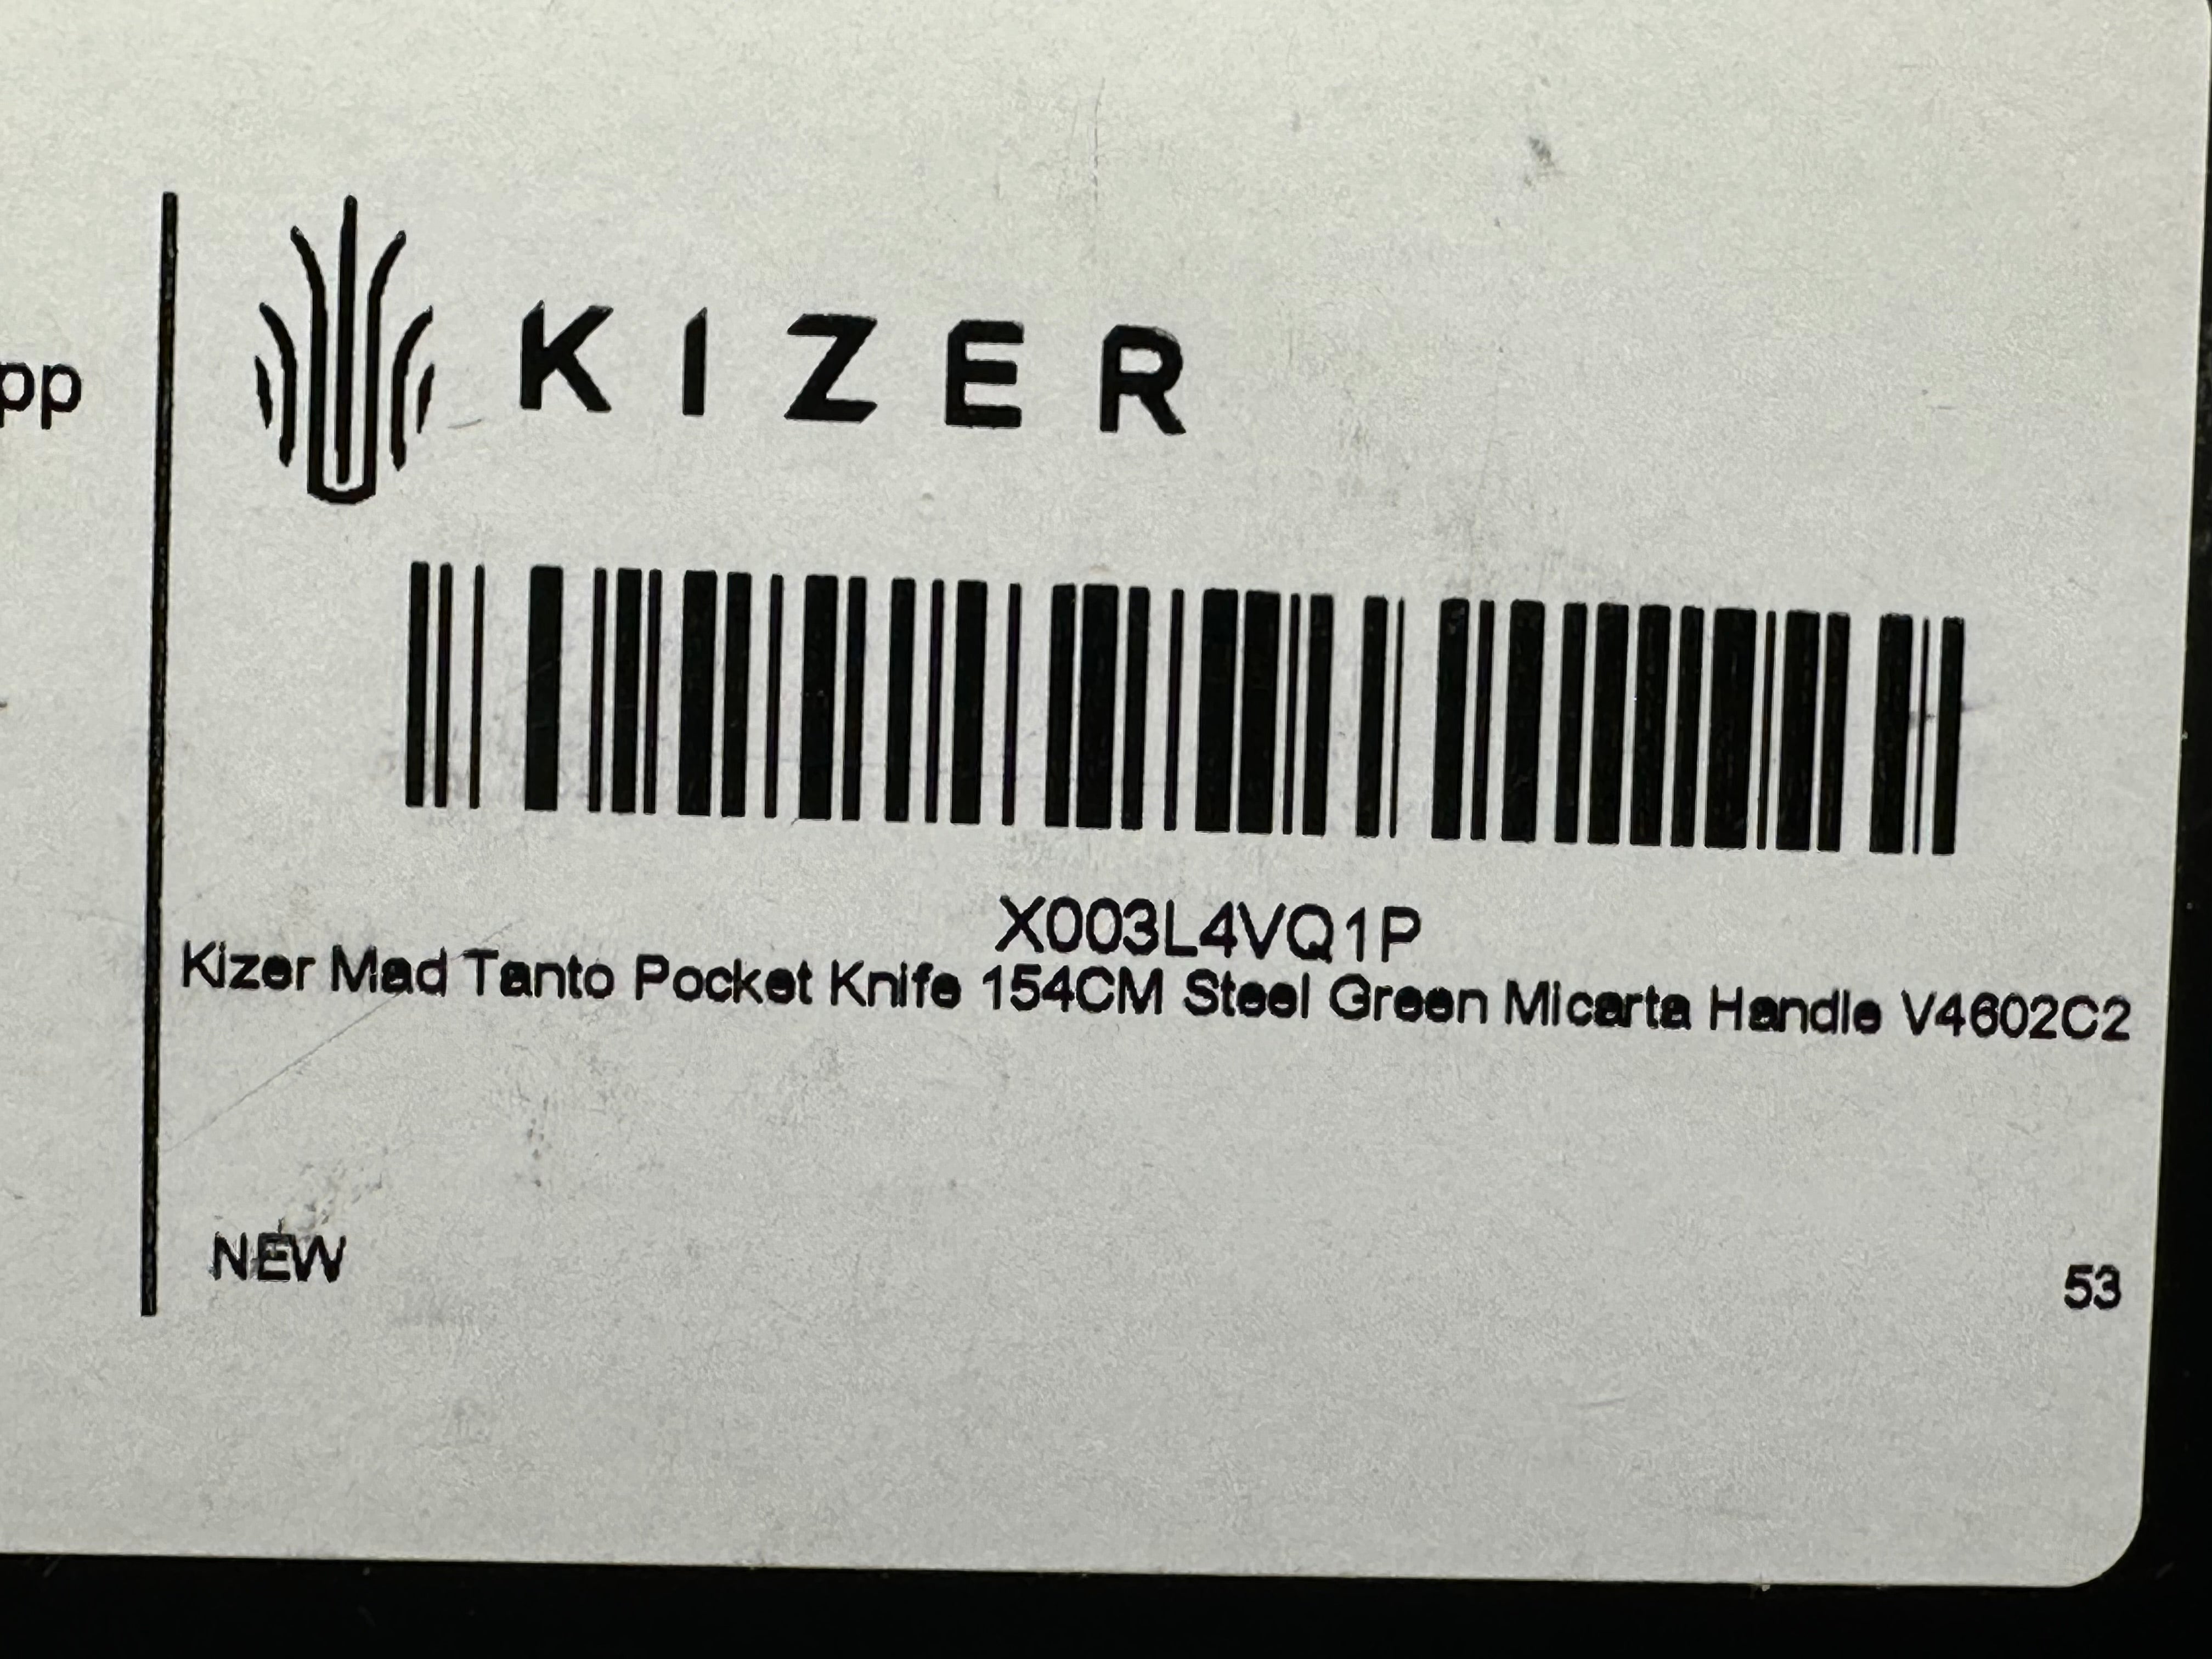 pp
KIZER
X003L4VQ1P
Kizer Mad Tanto Pocket Knife 154CM Steel Green Micarta Handle V4602C2
NEW
53